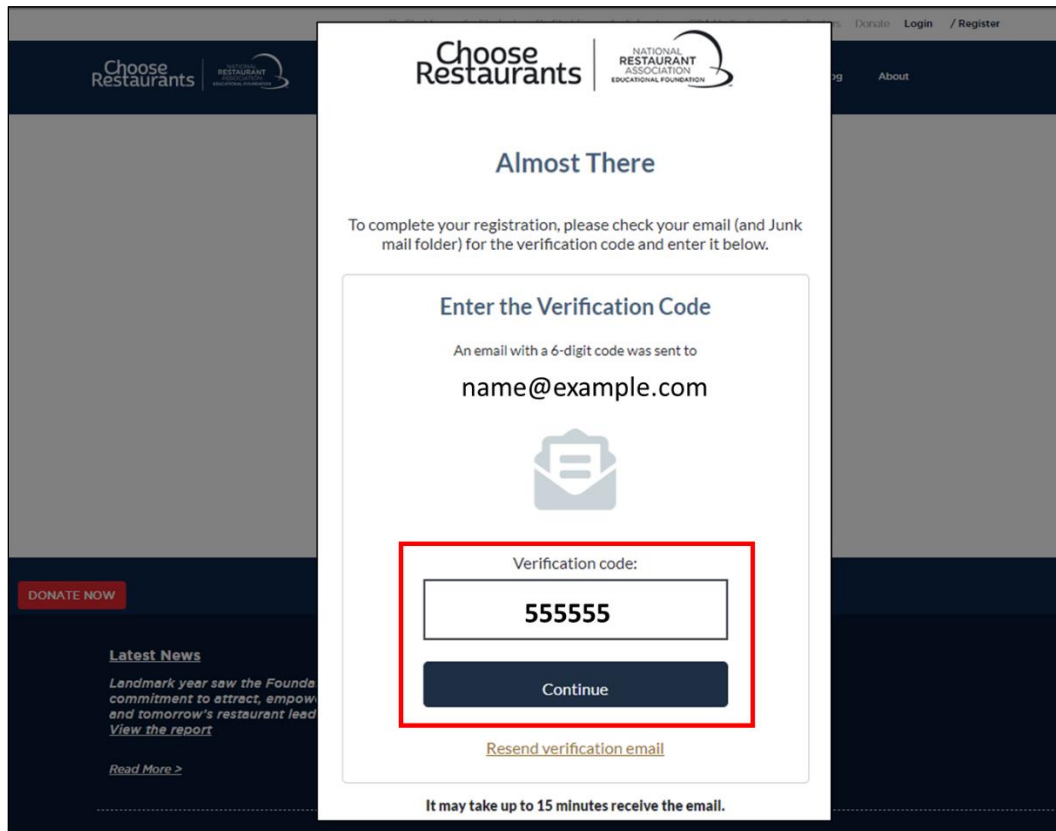 Donate Login / Register
Choose Restaurants
NATIONAL RESTAURANT ASSOCIATION EDUCATIONAL FOUNDATION
About
Choose
Restaurants
NATIONAL
RESTAURANT
ASSOCIATION
EDUCATIONAL FOUNDATION
Almost There
To complete your registration, please check your email (and Junk
mail folder) for the verification code and enter it below.
Enter the Verification Code
An email with a 6-digit code was sent to
name@example.com
Verification code:
555555
Continue
Resend verification email
It may take up to 15 minutes receive the email.
DONATE NOW
Latest News
Landmark year saw the Founda
commitment to attract, empow
and tomorrow's restaurant lead
View the report
Read More >